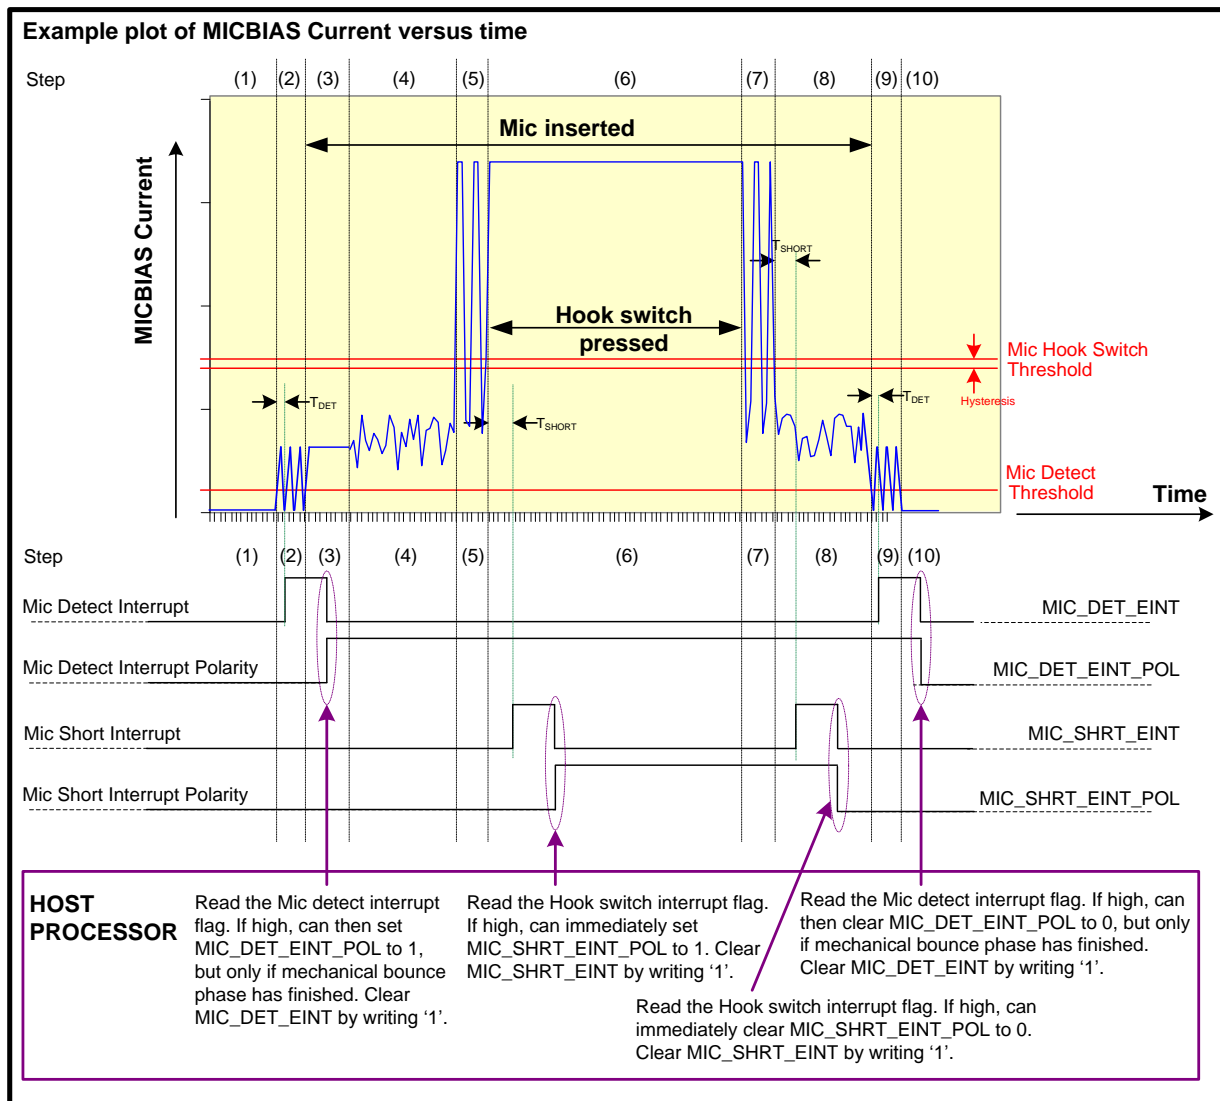 Example plot of MICBIAS Current versus time
Step
(1) (2) (3) (4) (5) (6) (7) (8) (9) (10)
Mic inserted
MICBIAS Current
TSHORT
Hook switch
pressed
Mic Hook Switch
Threshold
Hysteresis
TDET
TDET
TSHORT
Mic Detect
Threshold
Time
Step
(1) (2) (3) (4) (5) (6) (7) (8) (9) (10)
Mic Detect Interrupt
MIC_DET_EINT
Mic Detect Interrupt Polarity
MIC_DET_EINT_POL
Mic Short Interrupt
MIC_SHRT_EINT
Mic Short Interrupt Polarity
MIC_SHRT_EINT_POL
HOST
PROCESSOR
Read the Mic detect interrupt
flag. If high, can then set
MIC_DET_EINT_POL to 1,
but only if mechanical bounce
phase has finished. Clear
MIC_DET_EINT by writing ‘1’.
Read the Hook switch interrupt flag.
If high, can immediately set
MIC_SHRT_EINT_POL to 1. Clear
MIC_SHRT_EINT by writing ‘1’.
Read the Mic detect interrupt flag. If high, can
then clear MIC_DET_EINT_POL to 0, but only
if mechanical bounce phase has finished.
Clear MIC_DET_EINT by writing ‘1’.
Read the Hook switch interrupt flag. If high, can
immediately clear MIC_SHRT_EINT_POL to 0.
Clear MIC_SHRT_EINT by writing ‘1’.